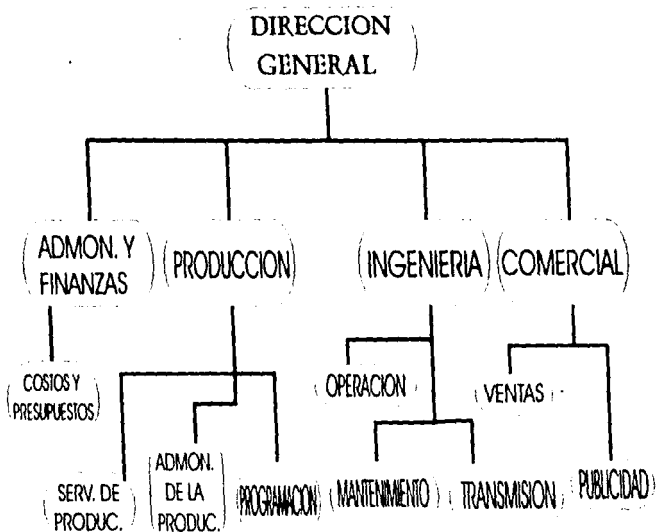 DIRECCION
GENERAL
ADMON. Y
FINANZAS
PRODUCCION
INGENIERIA
COMERCIAL
COSTOS Y
PRESUPUESTOS
OPERACION
VENTAS
SERV. DE
PRODUC.
ADMON.
DE LA
PRODUC.
PROGRAMACION
MANTENIMIENTO
TRANSMISION
PUBLICIDAD